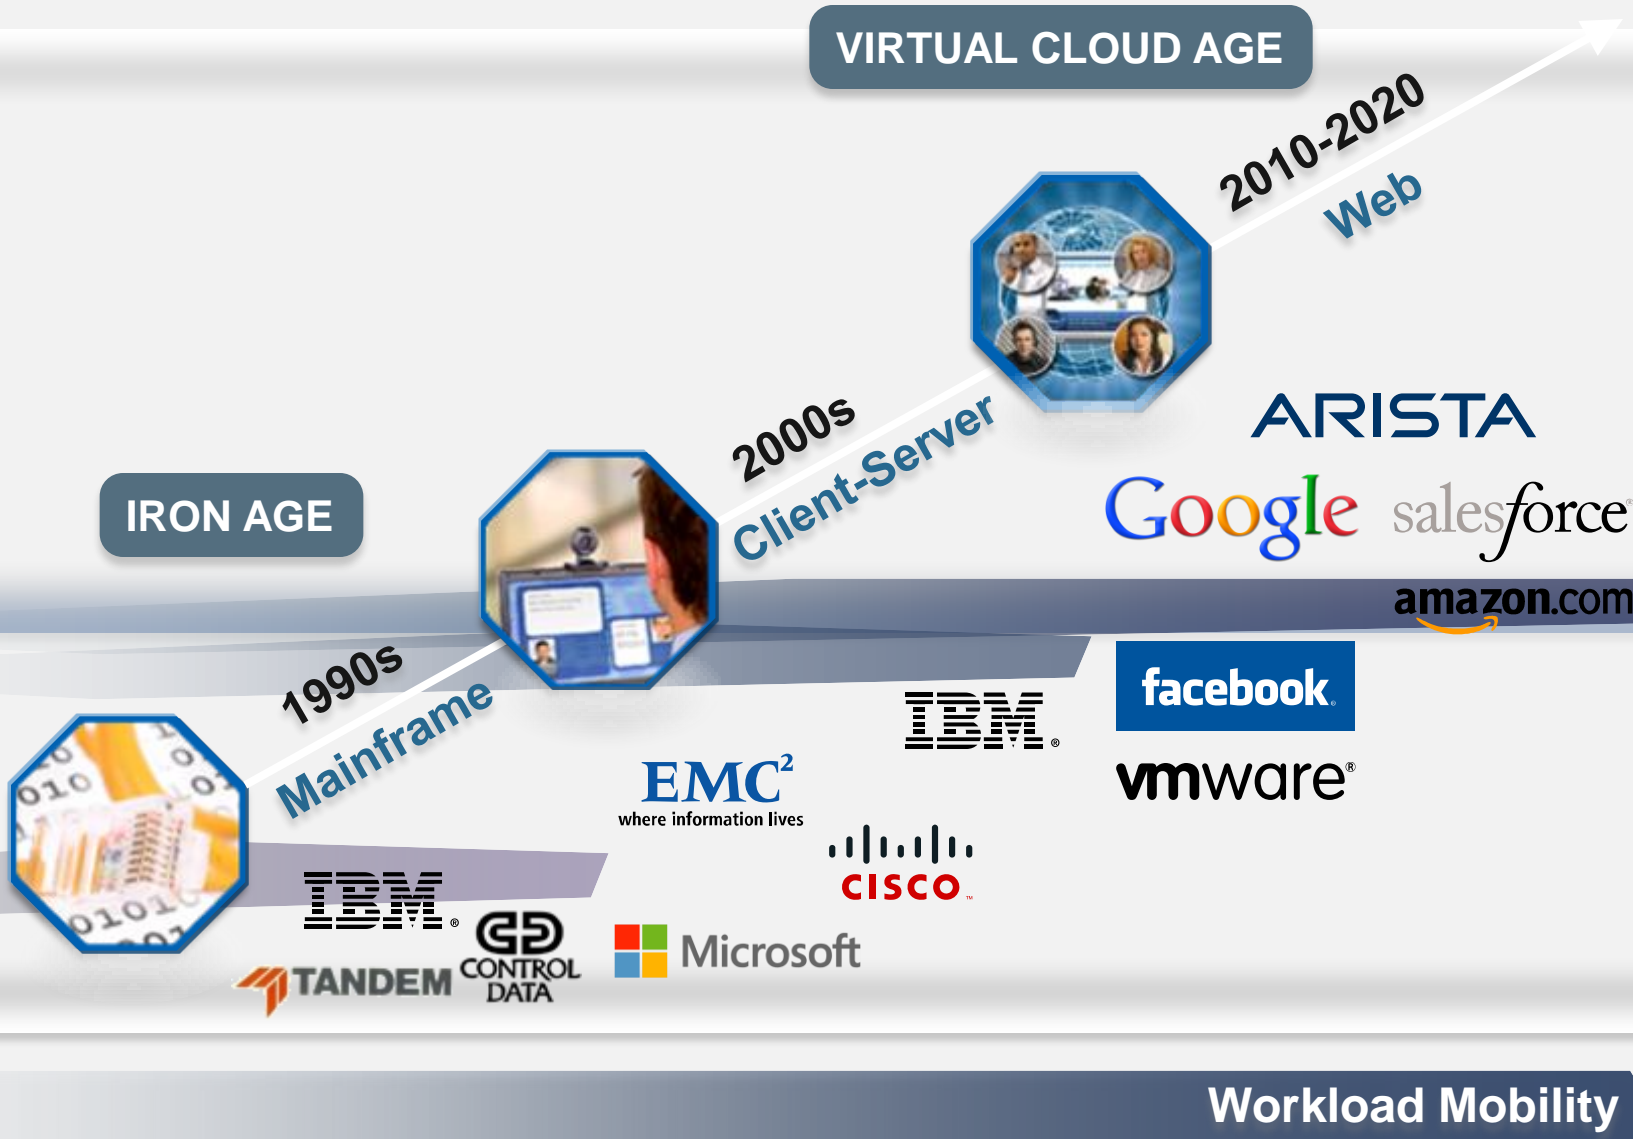 VIRTUAL CLOUD AGE
2010-2020
Web
2000s
Client-Server
ARISTA
Google
salesforce®
IRON AGE
amazon.com
1990s
Mainframe
facebook®
IBM®
EMC²
where information lives
vmware®
CISCO™
IBM®
CONTROL
DATA
TANDEM
Microsoft
Workload Mobility